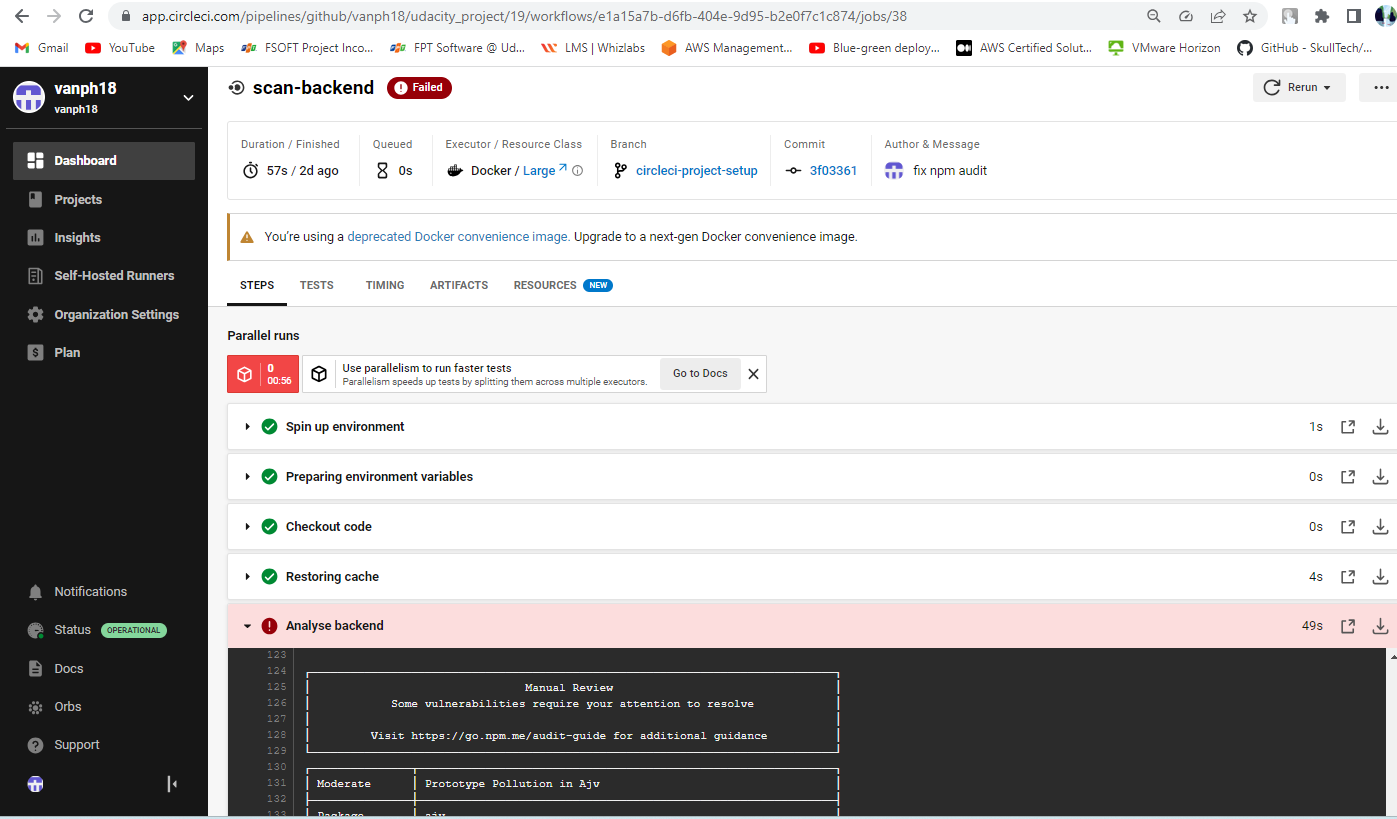 app.circleci.com/pipelines/github/vanph18/udacity_project/19/workflows/e1a15a7b-d6fb-404e-9d95-b2e0f7c1c874/jobs/38
Gmail YouTube Maps FSOFT Project Inco... FPT Software @ Ud... LMS | Whizlabs AWS Management... Blue-green deploy... AWS Certified Solut... VMware Horizon GitHub - SkullTech/...
vanph18
vanph18
Dashboard
Projects
Insights
Self-Hosted Runners
Organization Settings
Plan
Notifications
Status OPERATIONAL
Docs
Orbs
Support
scan-backend Failed
Rerun
Duration / Finished Queued Executor / Resource Class Branch Commit Author & Message
57s / 2d ago 0s Docker / Large circleci-project-setup 3f03361 fix npm audit
You're using a deprecated Docker convenience image. Upgrade to a next-gen Docker convenience image.
STEPS TESTS TIMING ARTIFACTS RESOURCES NEW
Parallel runs
0
00:56
Use parallelism to run faster tests
Parallelism speeds up tests by splitting them across multiple executors.
Go to Docs
Spin up environment 1s
Preparing environment variables 0s
Checkout code 0s
Restoring cache 4s
Analyse backend 49s
123
124
125 Manual Review
126 Some vulnerabilities require your attention to resolve
127
128 Visit https://go.npm.me/audit-guide for additional guidance
129
130
131 Moderate Prototype Pollution in Ajv
132
133 Package ajv